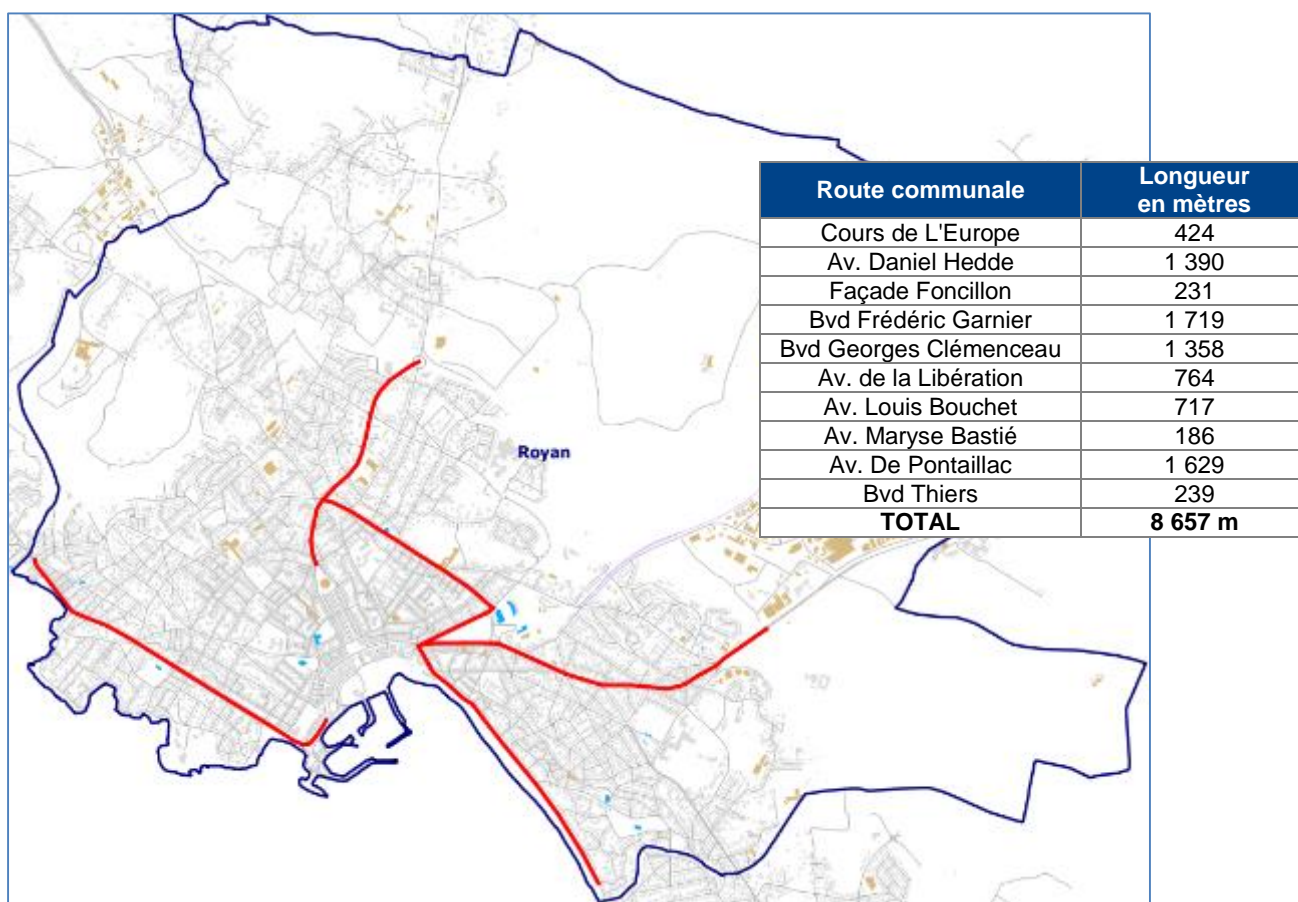 Royan
Route communale Longueur en mètres
Cours de L'Europe 424
Av. Daniel Hedde 1 390
Façade Foncillon 231
Bvd Frédéric Garnier 1 719
Bvd Georges Clémenceau 1 358
Av. de la Libération 764
Av. Louis Bouchet 717
Av. Maryse Bastié 186
Av. De Pontaillac 1 629
Bvd Thiers 239
TOTAL 8 657 m